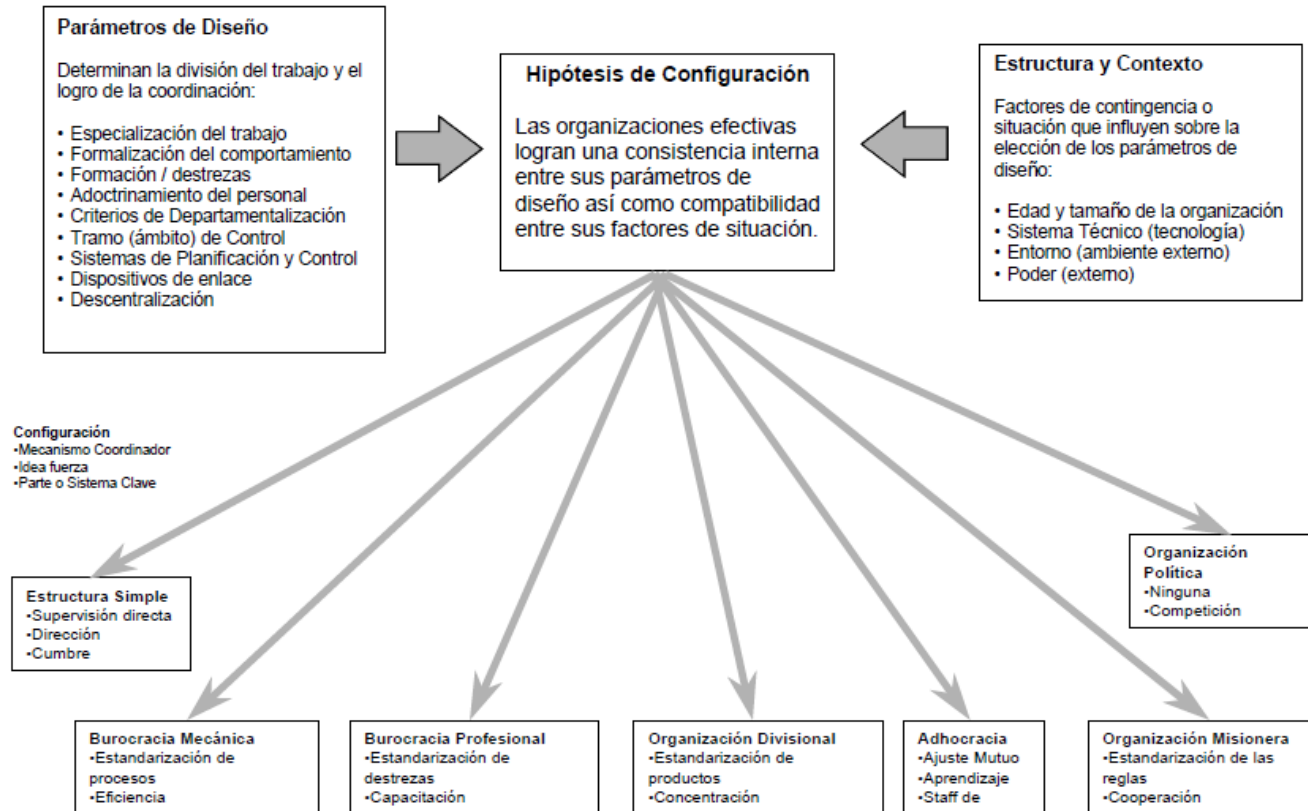 Parámetros de Diseño
Determinan la división del trabajo y el
logro de la coordinación:
• Especialización del trabajo
• Formalización del comportamiento
• Formación / destrezas
• Adoctrinamiento del personal
• Criterios de Departamentalización
• Tramo (ámbito) de Control
• Sistemas de Planificación y Control
• Dispositivos de enlace
• Descentralización
Hipótesis de Configuración
Las organizaciones efectivas
logran una consistencia interna
entre sus parámetros de
diseño así como compatibilidad
entre sus factores de situación.
Estructura y Contexto
Factores de contingencia o
situación que influyen sobre la
elección de los parámetros de
diseño:
• Edad y tamaño de la organización
• Sistema Técnico (tecnología)
• Entorno (ambiente externo)
• Poder (externo)
Configuración
•Mecanismo Coordinador
•Idea fuerza
•Parte o Sistema Clave
Estructura Simple
•Supervisión directa
•Dirección
•Cumbre
Organización
Política
•Ninguna
•Competición
Burocracia Mecánica
•Estandarización de
procesos
•Eficiencia
Burocracia Profesional
•Estandarización de
destrezas
•Capacitación
Organización Divisional
•Estandarización de
productos
•Concentración
Adhocracia
•Ajuste Mutuo
•Aprendizaje
•Staff de
Organización Misionera
•Estandarización de las
reglas
•Cooperación